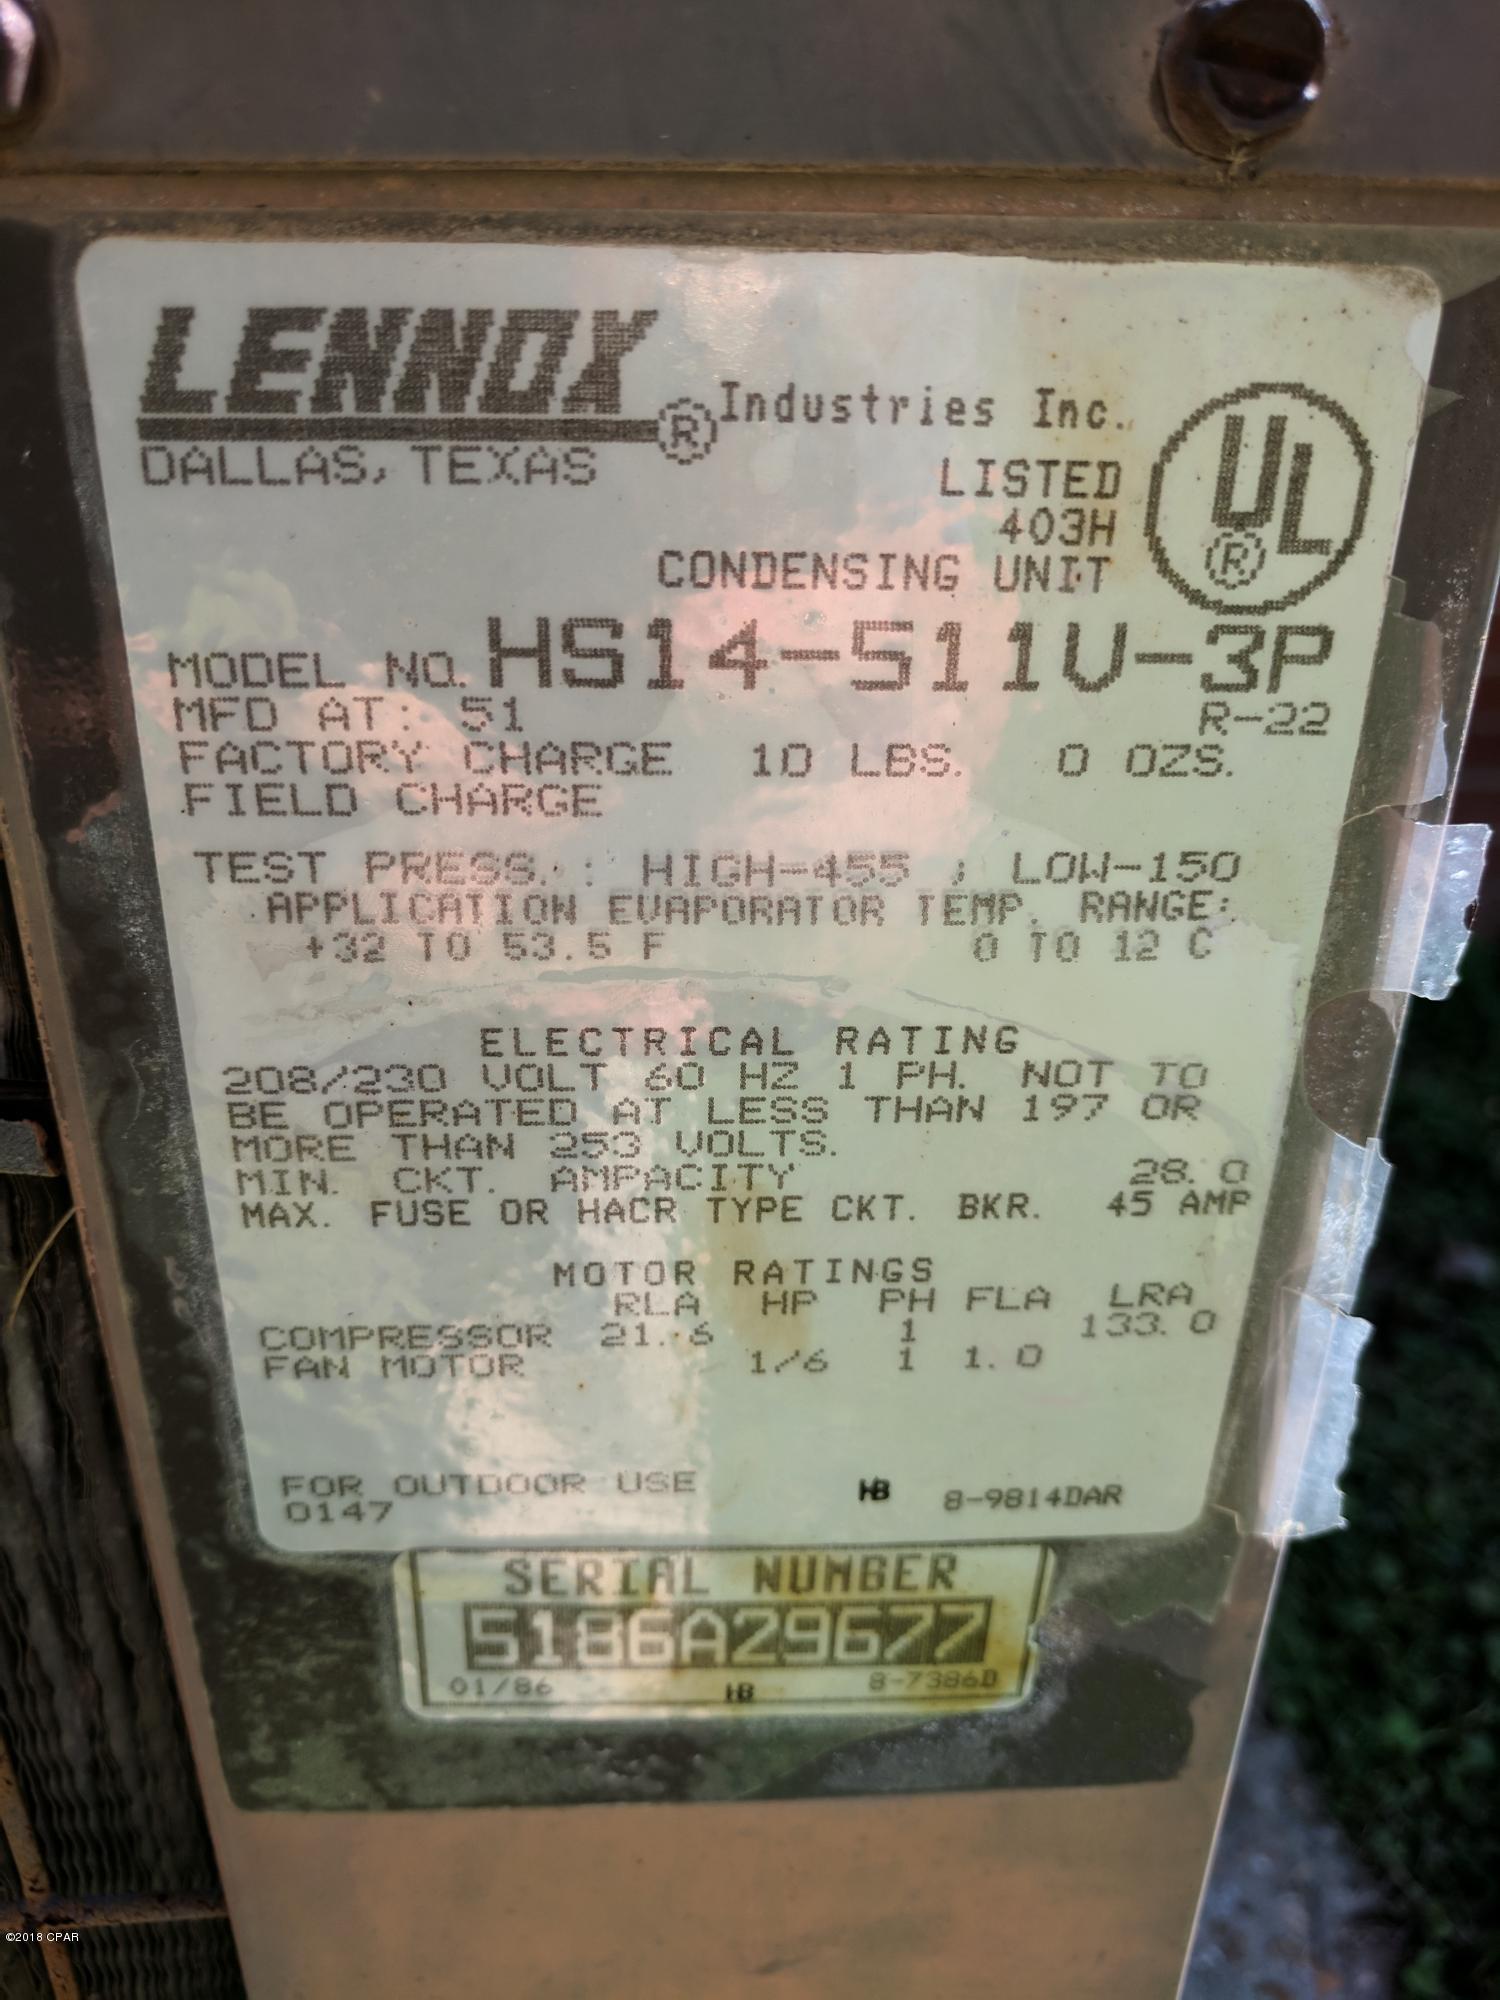 LENNOX® Industries Inc.
DALLAS, TEXAS
LISTED
403H
UL®
CONDENSING UNIT
MODEL NO. HS14-511V-3P
MFD AT: 51 R-22
FACTORY CHARGE 10 LBS. 0 OZS.
FIELD CHARGE
TEST PRESS. : HIGH-455 ; LOW-150
APPLICATION EVAPORATOR TEMP. RANGE:
+32 TO 53.5 F 0 TO 12 C
ELECTRICAL RATING
208/230 VOLT 60 HZ 1 PH. NOT TO
BE OPERATED AT LESS THAN 197 OR
MORE THAN 253 VOLTS.
MIN. CKT. AMPACITY 28.0
MAX. FUSE OR HACR TYPE CKT. BKR. 45 AMP
MOTOR RATINGS
RLA HP PH FLA LRA
COMPRESSOR 21.6 1 133.0
FAN MOTOR 1/6 1 1.0
FOR OUTDOOR USE HB 8-9814DAR
0147
SERIAL NUMBER
5186A29677
01/86 HB 8-7386D
©2018 CPAR